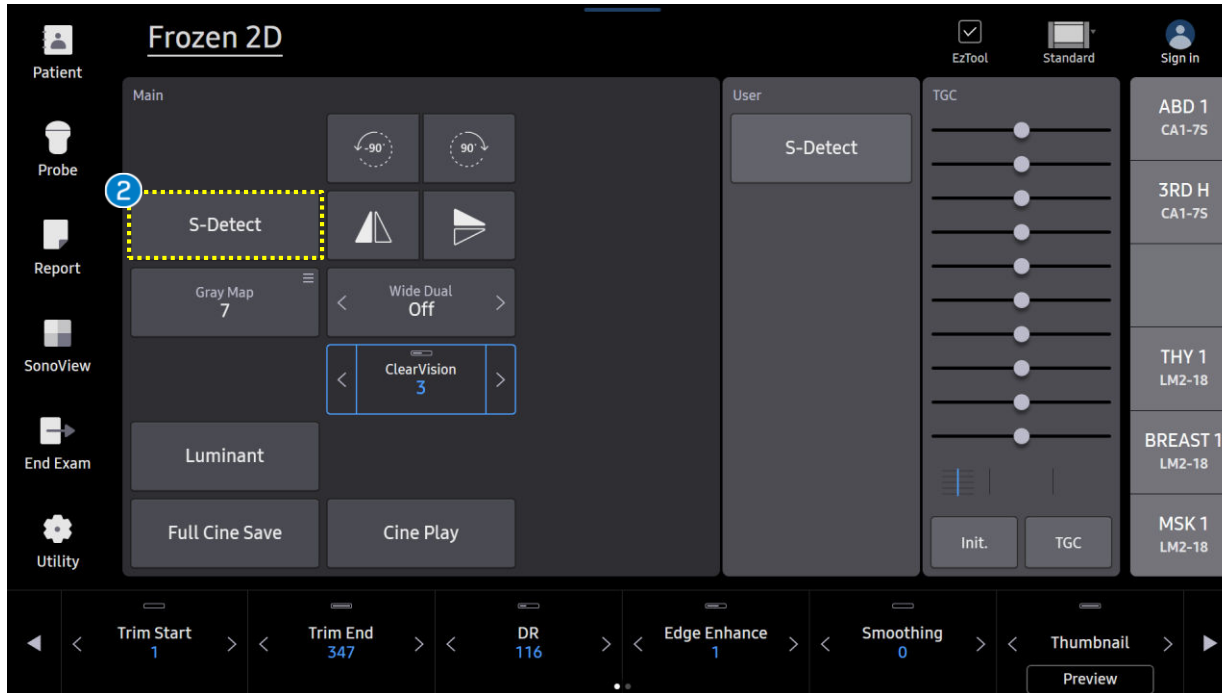 Frozen 2D
EzTool
Standard
Sign in
Patient
Probe
Report
SonoView
End Exam
Utility
Main
-90°
90°
2
S-Detect
Gray Map
7
Wide Dual
Off
ClearVision
3
Luminant
Full Cine Save
Cine Play
User
S-Detect
TGC
Init.
TGC
ABD 1
CA1-7S
3RD H
CA1-7S
THY 1
LM2-18
BREAST 1
LM2-18
MSK 1
LM2-18
Trim Start
1
Trim End
347
DR
116
Edge Enhance
1
Smoothing
0
Thumbnail
Preview